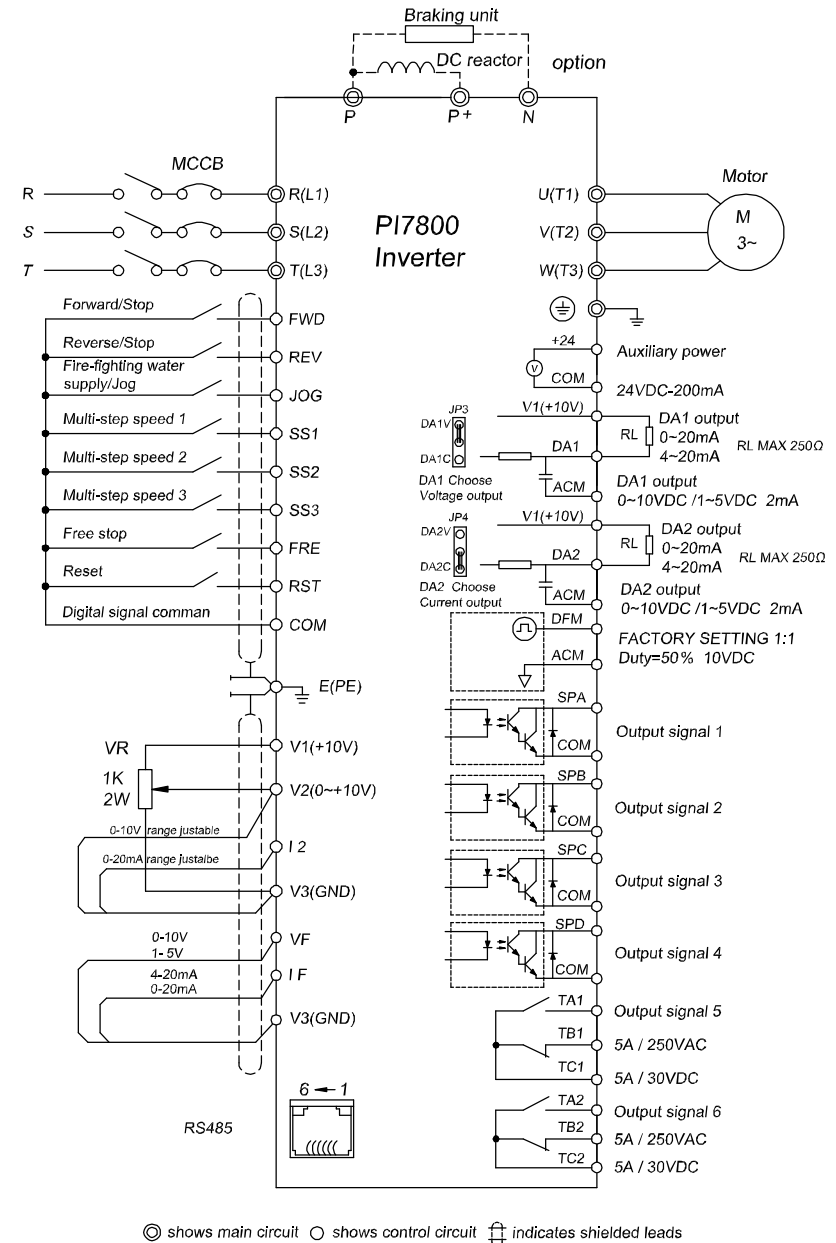 Braking unit
DC reactor
option
P
P+
N
MCCB
R
S
T
R(L1)
S(L2)
T(L3)
PI7800
Inverter
U(T1)
V(T2)
W(T3)
Motor
M
3~
Forward/Stop
FWD
Reverse/Stop
REV
Fire-fighting water
supply/Jog
JOG
Multi-step speed 1
SS1
Multi-step speed 2
SS2
Multi-step speed 3
SS3
Free stop
FRE
Reset
RST
Digital signal comman
COM
E(PE)
VR
1K
2W
V1(+10V)
V2(0~+10V)
0-10V range justable
I 2
0-20mA range justalbe
V3(GND)
0-10V
1- 5V
VF
4-20mA
0-20mA
I F
V3(GND)
RS485
6
1
+24
V
COM
Auxiliary power
24VDC-200mA
V1(+10V)
JP3
DA1V
DA1C
DA1 Choose
Voltage output
DA1
ACM
RL
DA1 output
0~20mA
4~20mA
RL MAX 250Ω
DA1 output
0~10VDC /1~5VDC 2mA
V1(+10V)
JP4
DA2V
DA2C
DA2 Choose
Current output
DA2
ACM
RL
DA2 output
0~20mA
4~20mA
RL MAX 250Ω
DA2 output
0~10VDC /1~5VDC 2mA
DFM
ACM
FACTORY SETTING 1:1
Duty=50% 10VDC
SPA
COM
Output signal 1
SPB
COM
Output signal 2
SPC
COM
Output signal 3
SPD
COM
Output signal 4
TA1
Output signal 5
TB1
5A / 250VAC
TC1
5A / 30VDC
TA2
Output signal 6
TB2
5A / 250VAC
TC2
5A / 30VDC
shows main circuit
shows control circuit
indicates shielded leads